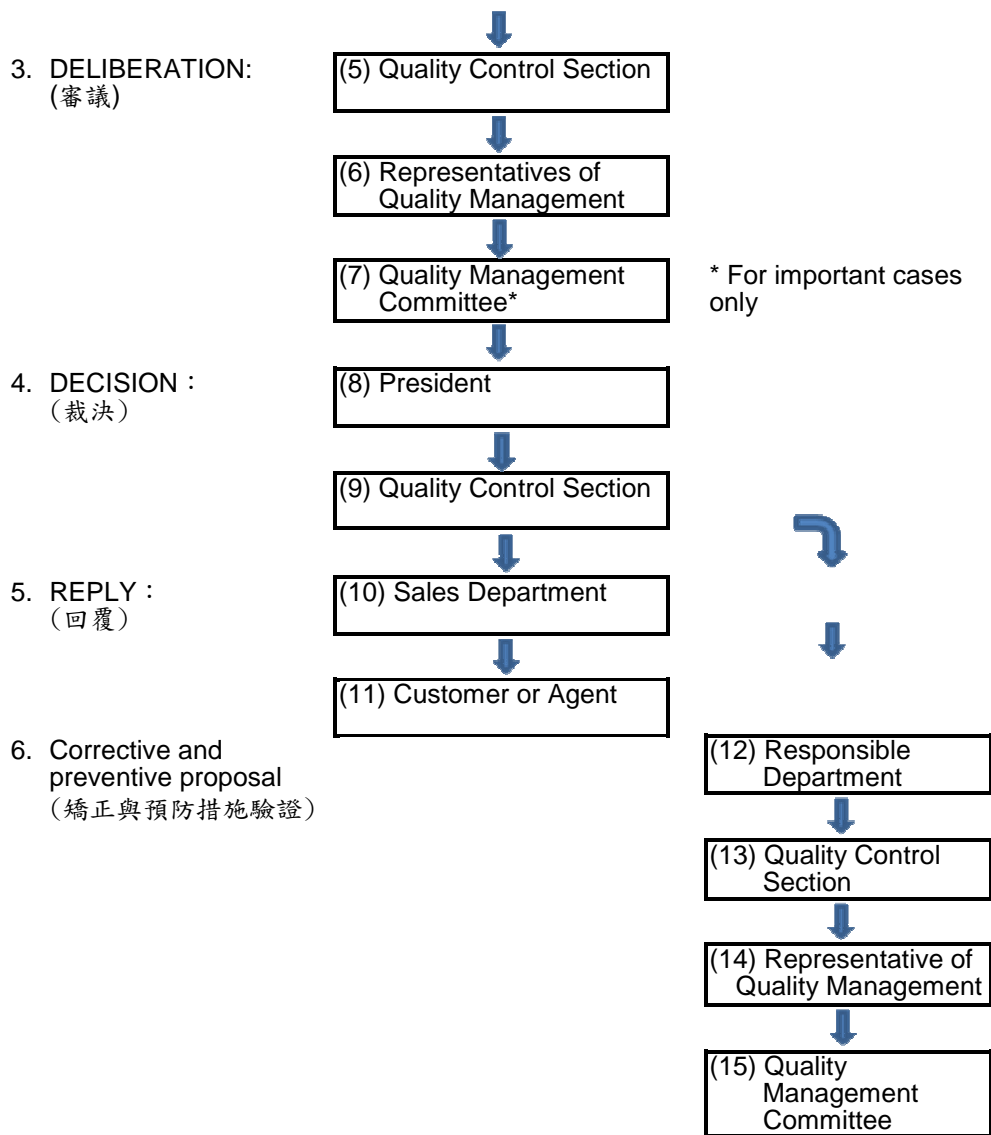 3. DELIBERATION:
(審議)
(5) Quality Control Section
(6) Representatives of
Quality Management
(7) Quality Management
Committee*
* For important cases
only
4. DECISION：
（裁決）
(8) President
(9) Quality Control Section
5. REPLY：
（回覆）
(10) Sales Department
(11) Customer or Agent
6. Corrective and
preventive proposal
（矯正與預防措施驗證）
(12) Responsible
Department
(13) Quality Control
Section
(14) Representative of
Quality Management
(15) Quality
Management
Committee